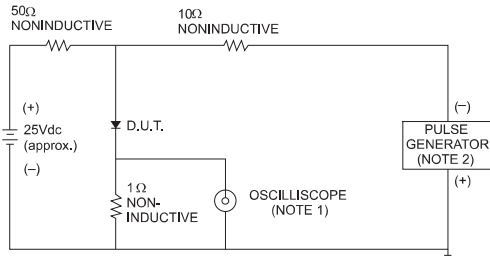 50Ω
NONINDUCTIVE
10Ω
NONINDUCTIVE
(+)
25Vdc
(approx.)
(–)
D.U.T.
1Ω
NON-
INDUCTIVE
OSCILLISCOPE
(NOTE 1)
(–)
PULSE
GENERATOR
(NOTE 2)
(+)